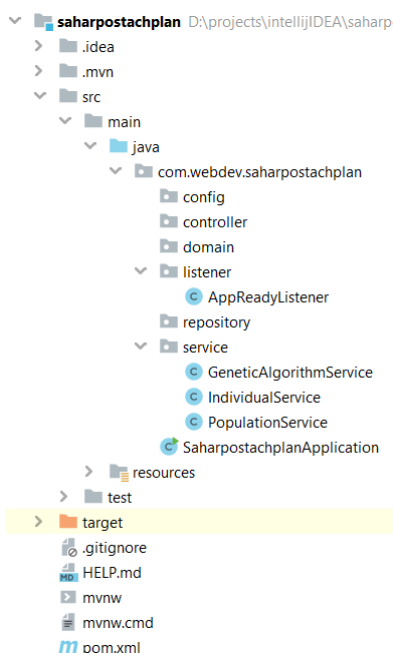 saharpostachplan D:\projects\intellijIDEA\saharp
.idea
.mvn
src
main
java
com.webdev.saharpostachplan
config
controller
domain
listener
C AppReadyListener
repository
service
C GeneticAlgorithmService
C IndividualService
C PopulationService
C SaharpostachplanApplication
resources
test
target
.gitignore
MD HELP.md
mvnw
mvnw.cmd
m pom.xml